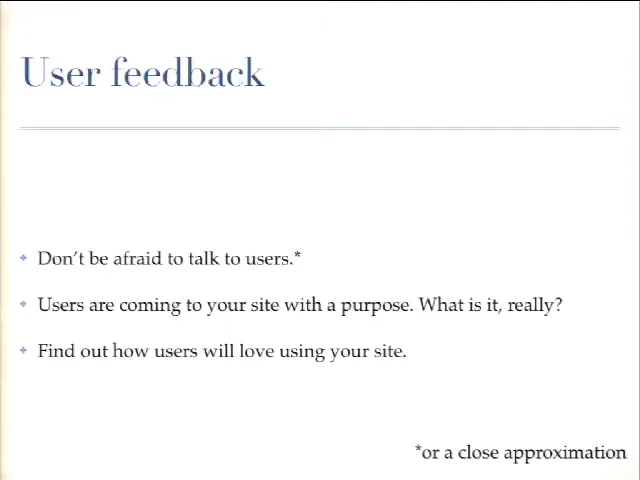 User feedback
Don't be afraid to talk to users.*
Users are coming to your site with a purpose. What is it, really?
Find out how users will love using your site.
*or a close approximation